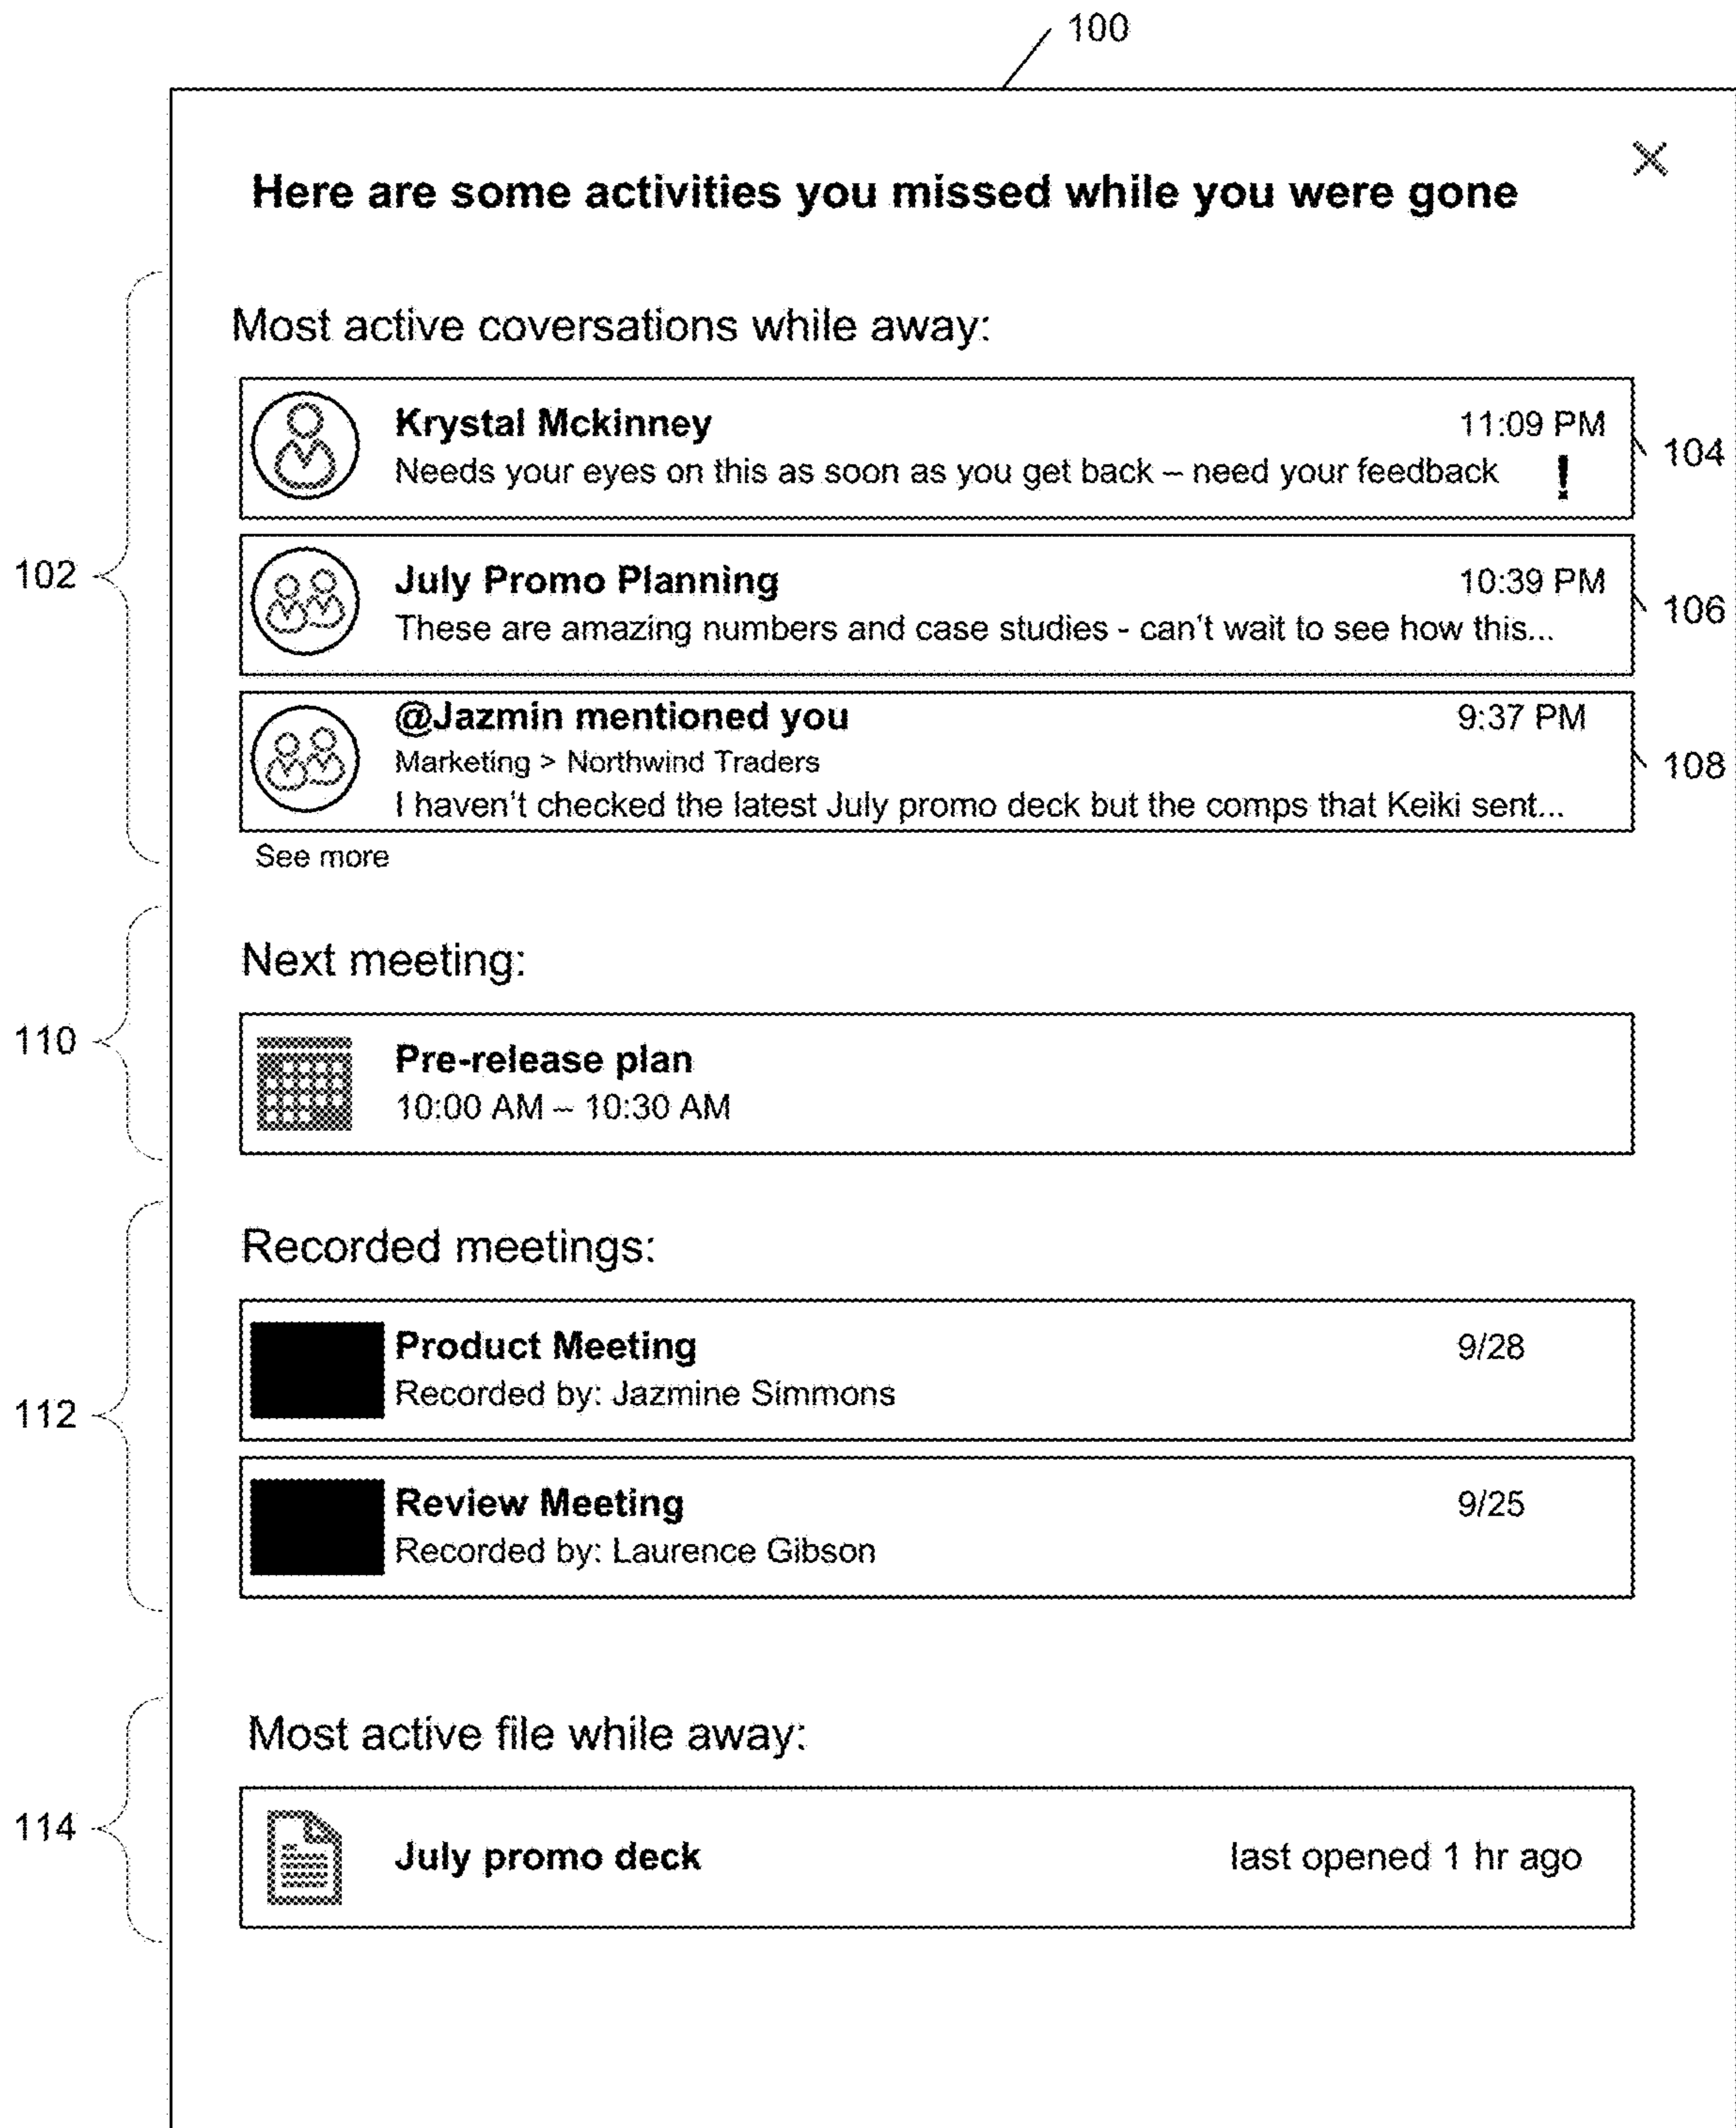 100
Here are some activities you missed while you were gone
Most active coversations while away:
Krystal Mckinney 11:09 PM
Needs your eyes on this as soon as you get back – need your feedback !
104
102
July Promo Planning 10:39 PM
These are amazing numbers and case studies - can't wait to see how this...
106
@Jazmin mentioned you 9:37 PM
Marketing > Northwind Traders
I haven't checked the latest July promo deck but the comps that Keiki sent...
108
See more
Next meeting:
110
Pre-release plan
10:00 AM – 10:30 AM
Recorded meetings:
Product Meeting 9/28
Recorded by: Jazmine Simmons
112
Review Meeting 9/25
Recorded by: Laurence Gibson
Most active file while away:
114
July promo deck last opened 1 hr ago